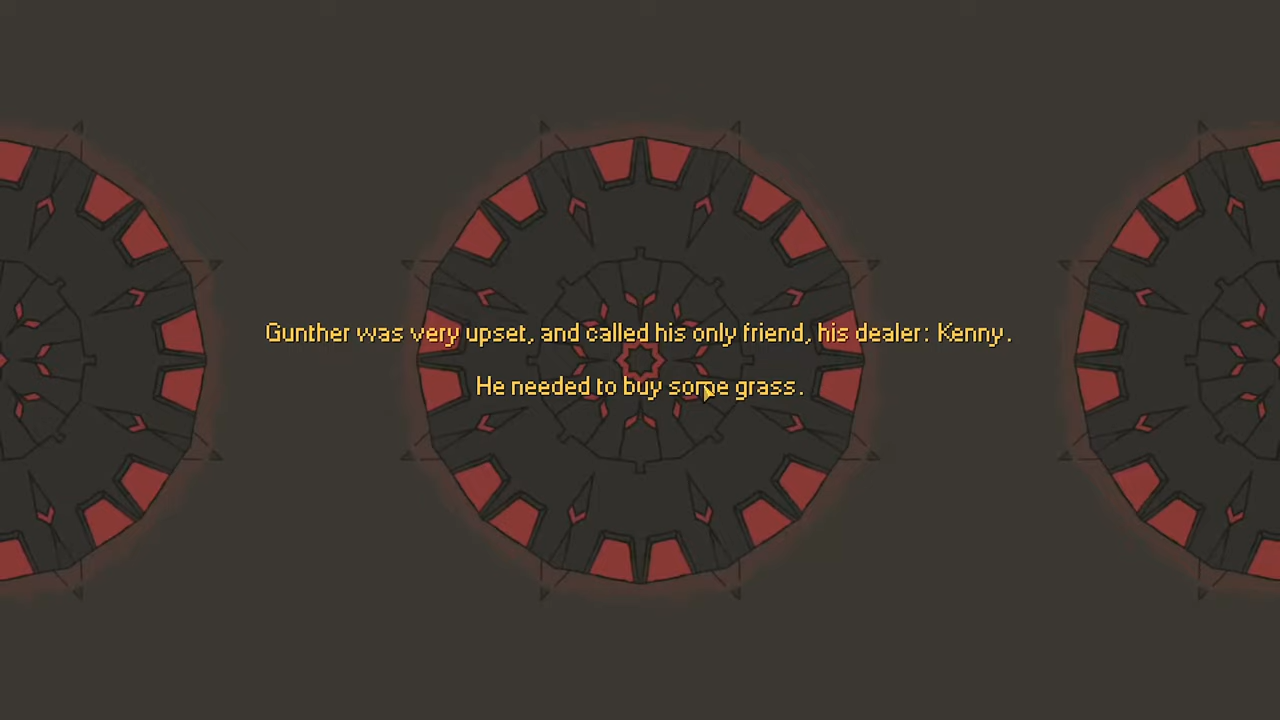 Gunther was very upset, and called his only friend, his dealer: Kenny.
He needed to buy some grass.